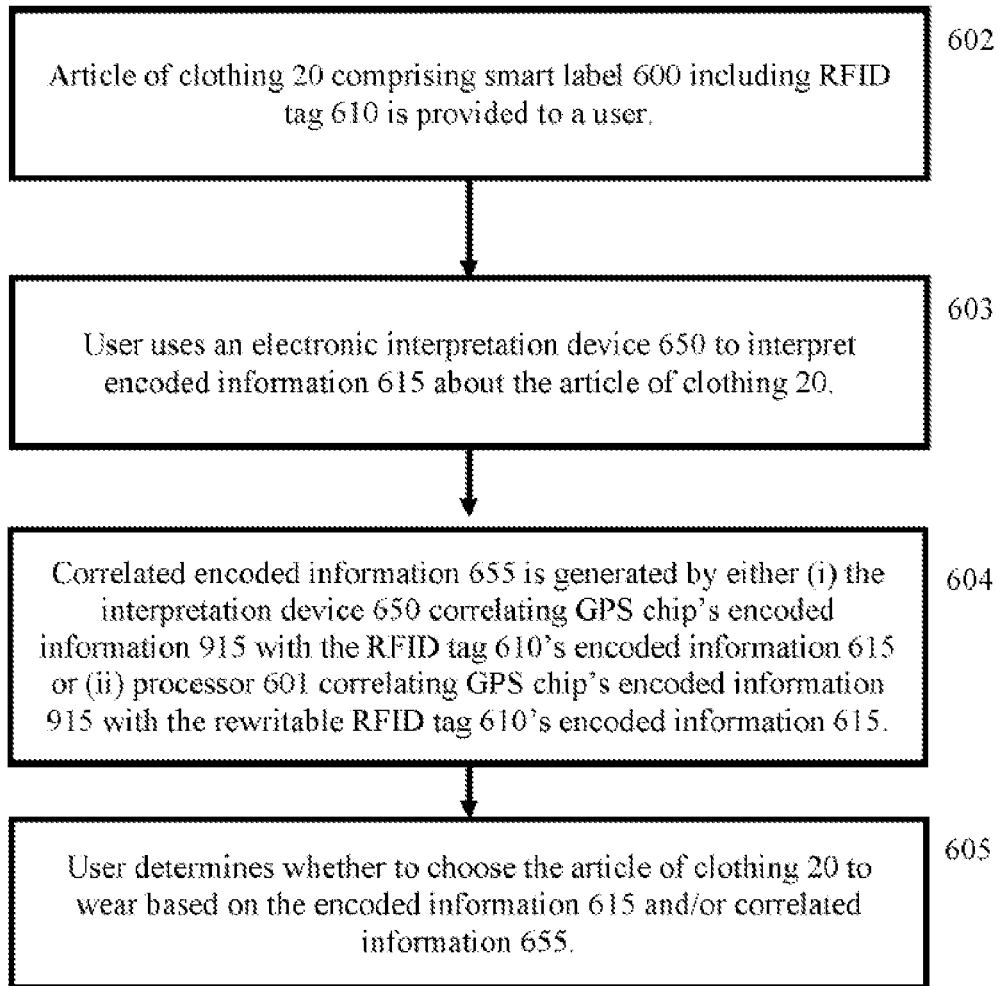 602
Article of clothing 20 comprising smart label 600 including RFID
tag 610 is provided to a user.
603
User uses an electronic interpretation device 650 to interpret
encoded information 615 about the article of clothing 20.
604
Correlated encoded information 655 is generated by either (i) the
interpretation device 650 correlating GPS chip's encoded
information 915 with the RFID tag 610's encoded information 615
or (ii) processor 601 correlating GPS chip's encoded information
915 with the rewritable RFID tag 610's encoded information 615.
605
User determines whether to choose the article of clothing 20 to
wear based on the encoded information 615 and/or correlated
information 655.